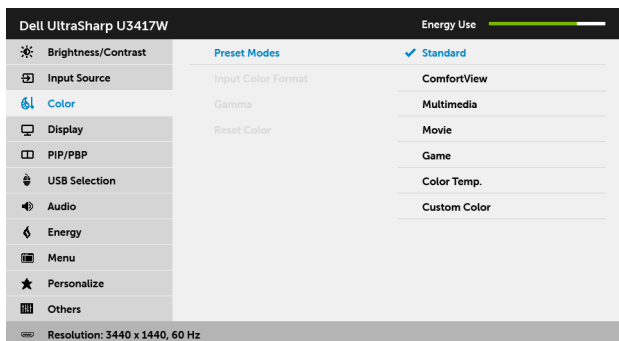 Dell UltraSharp U3417W
Energy Use
Brightness/Contrast
Preset Modes
Standard
Input Source
Input Color Format
ComfortView
Color
Gamma
Multimedia
Display
Reset Color
Movie
PIP/PBP
Game
USB Selection
Color Temp.
Audio
Custom Color
Energy
Menu
Personalize
Others
Resolution: 3440 x 1440, 60 Hz